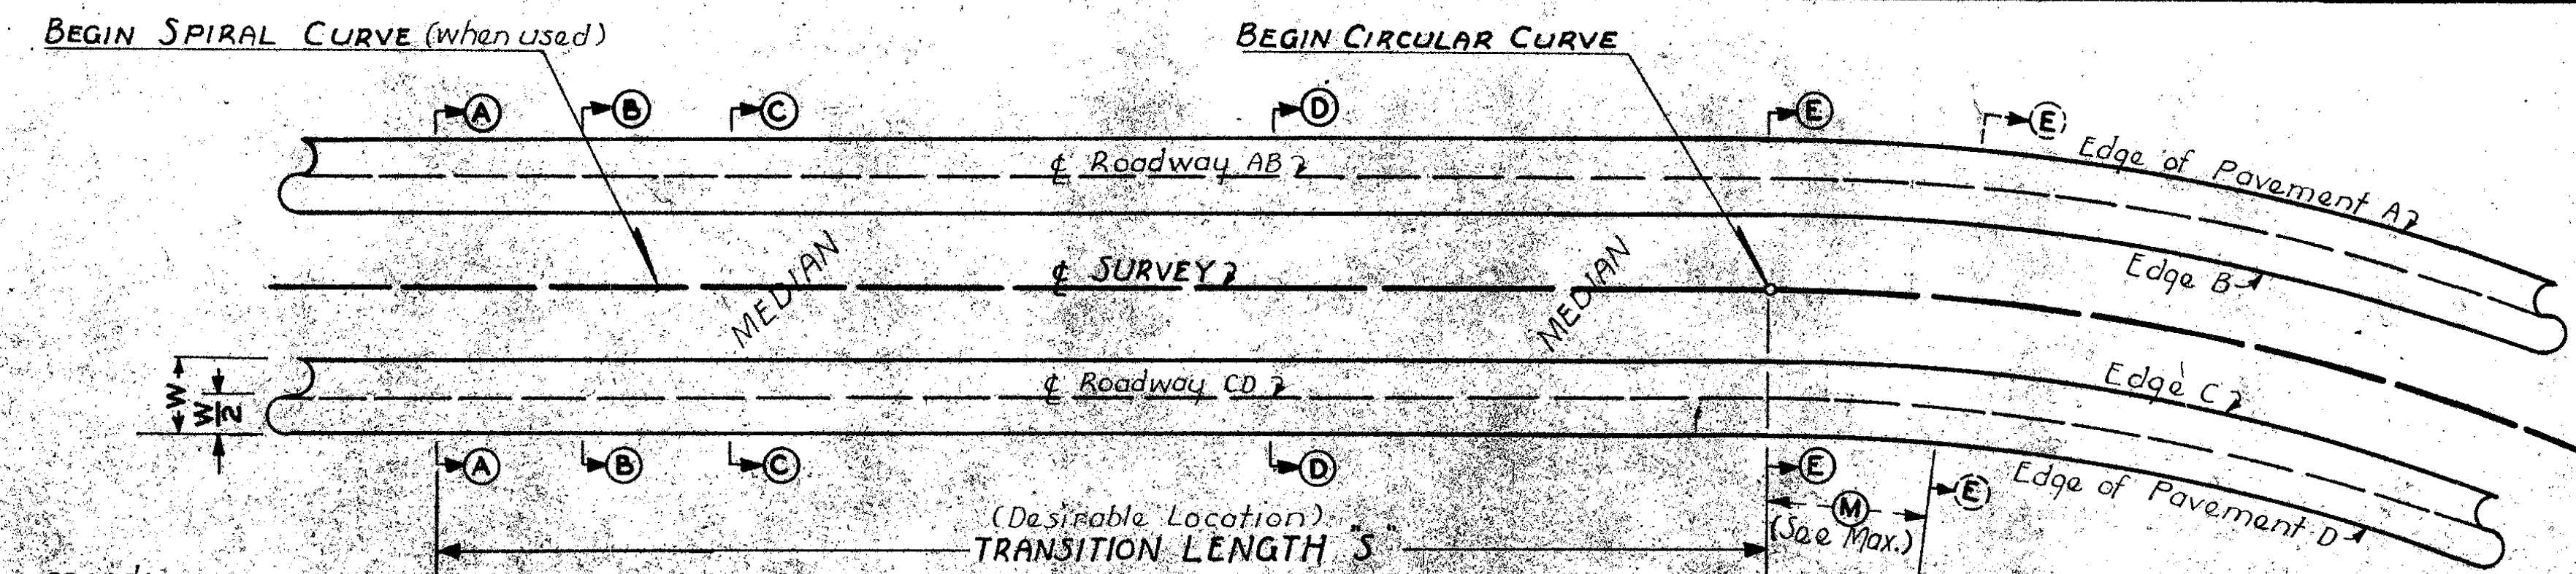 BEGIN SPIRAL CURVE (when used)
BEGIN CIRCULAR CURVE
A B C D E E
℄ Roadway AB
Edge of Pavement A
Edge B
MEDIAN ℄ SURVEY MEDIAN
W W/2
℄ Roadway CD
Edge C
A B C D E E
Edge of Pavement D
(Desirable Location)
TRANSITION LENGTH "S"
M
(See Max.)